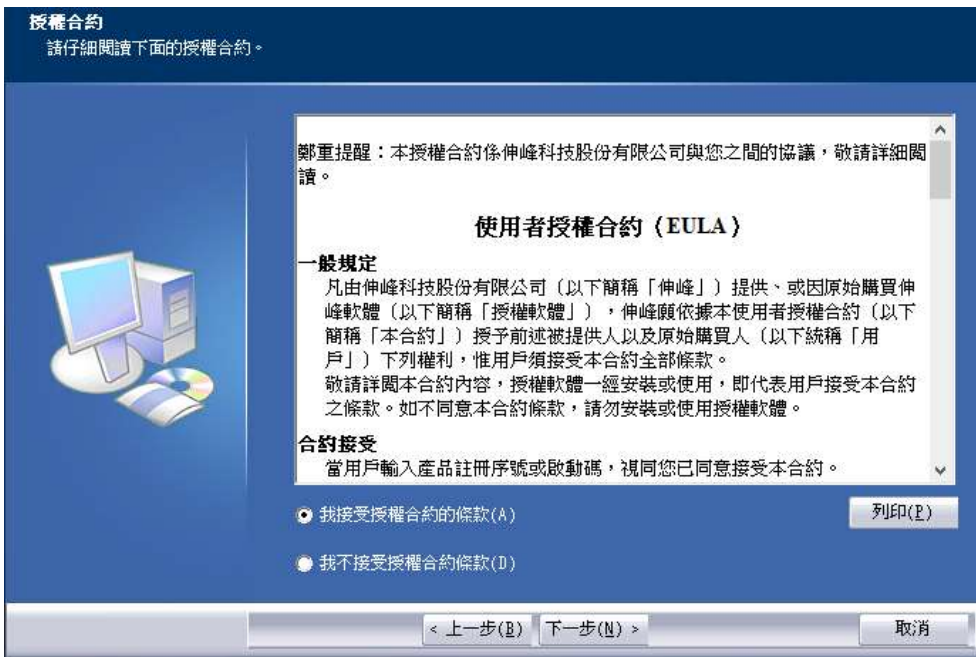 授權合約
請仔細閱讀下面的授權合約。
鄭重提醒：本授權合約係伸峰科技股份有限公司與您之間的協議，敬請詳細閱
讀。
使用者授權合約（EULA）
一般規定
凡由伸峰科技股份有限公司（以下簡稱「伸峰」）提供、或因原始購買伸
峰軟體（以下簡稱「授權軟體」），伸峰願依據本使用者授權合約（以下
簡稱「本合約」）授予前述被提供人以及原始購買人（以下統稱「用
戶」）下列權利，惟用戶須接受本合約全部條款。
敬請詳閱本合約內容，授權軟體一經安裝或使用，即代表用戶接受本合約
之條款。如不同意本合約條款，請勿安裝或使用授權軟體。
合約接受
當用戶輸入產品註冊序號或啟動碼，視同您已同意接受本合約。
我接受授權合約的條款(A)
列印(P)
我不接受授權合約條款(D)
< 上一步(B)
下一步(N) >
取消